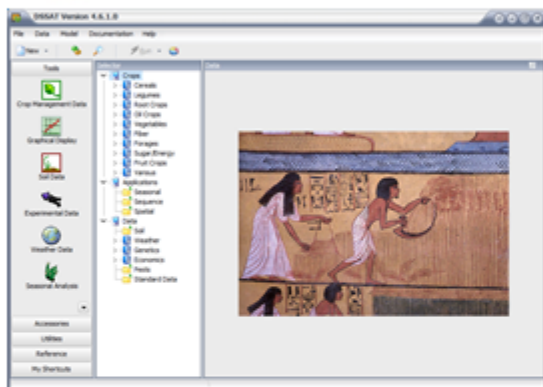 DSSAT Version 4.6.1.0
File Data Model Documentation Help
New Run
Tools
Crop Management Data
Graphical Display
Soil Data
Experimental Data
Weather Data
Seasonal Analysis
Accessories
Utilities
Reference
My Shortcuts
Selector
Crops
Cereals
Legumes
Root Crops
Oil Crops
Vegetables
Fiber
Forages
Sugar/Energy
Fruit Crops
Various
Applications
Seasonal
Sequence
Spatial
Data
Soil
Weather
Genetics
Economics
Pests
Standard Data
Data